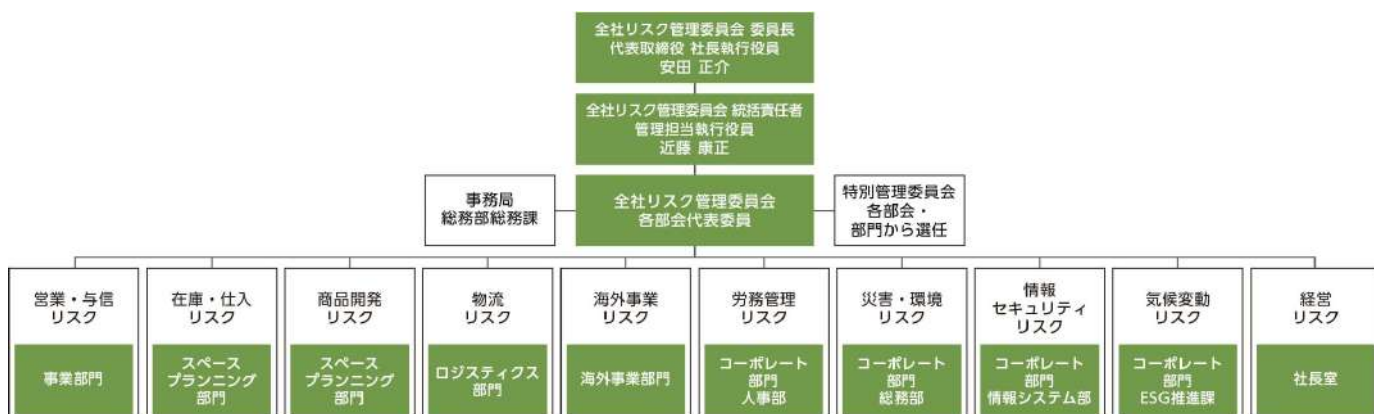 全社リスク管理委員会 委員長
代表取締役 社長執行役員
安田 正介
全社リスク管理委員会 統括責任者
管理担当執行役員
近藤 康正
事務局
総務部総務課
全社リスク管理委員会
各部会代表委員
特別管理委員会
各部会・
部門から選任
営業・与信
リスク
事業部門
在庫・仕入
リスク
スペース
プランニング
部門
商品開発
リスク
スペース
プランニング
部門
物流
リスク
ロジスティクス
部門
海外事業
リスク
海外事業部門
労務管理
リスク
コーポレート
部門
人事部
災害・環境
リスク
コーポレート
部門
総務部
情報
セキュリティ
リスク
コーポレート
部門
情報システム部
気候変動
リスク
コーポレート
部門
ESG推進課
経営
リスク
社長室